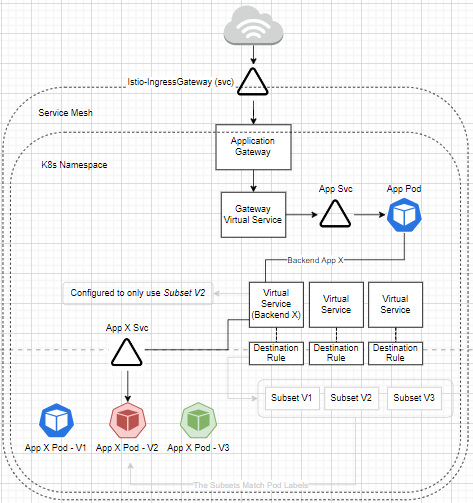 Istio-IngressGateway (svc)
Service Mesh
Application
Gateway
K8s Namespace
App Svc
App Pod
Gateway
Virtual Service
Backend App X
Configured to only use Subset V2
Virtual
Service
(Backend X)
Virtual
Service
Virtual
Service
App X Svc
Destination
Rule
Destination
Rule
Destination
Rule
Subset V1
Subset V2
Subset V3
App X Pod - V1
App X Pod - V2
App X Pod - V3
The Subsets Match Pod Labels